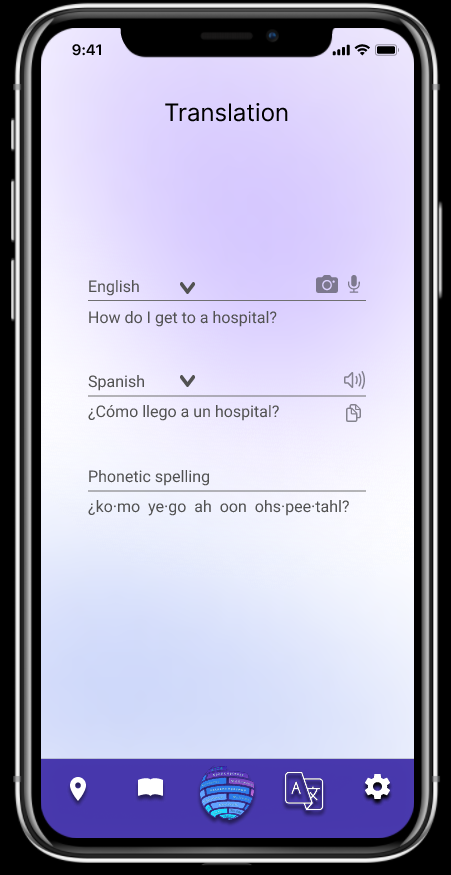 9:41
Translation
English
How do I get to a hospital?
Spanish
¿Cómo llego a un hospital?
Phonetic spelling
¿ko·mo ye·go ah oon ohs·pee·tahl?
A 文